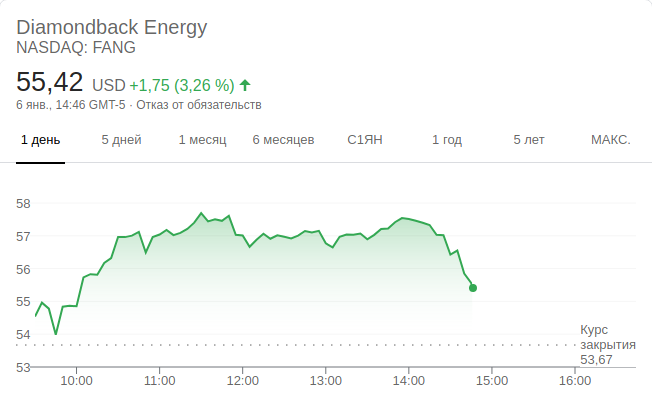 Diamondback Energy
NASDAQ: FANG
55,42 USD +1,75 (3,26 %)
6 янв., 14:46 GMT-5 · Отказ от обязательств
1 день 5 дней 1 месяц 6 месяцев С1ЯН 1 год 5 лет МАКС.
58
57
56
55
54
53
Курс
закрытия
53,67
10:00 11:00 12:00 13:00 14:00 15:00 16:00